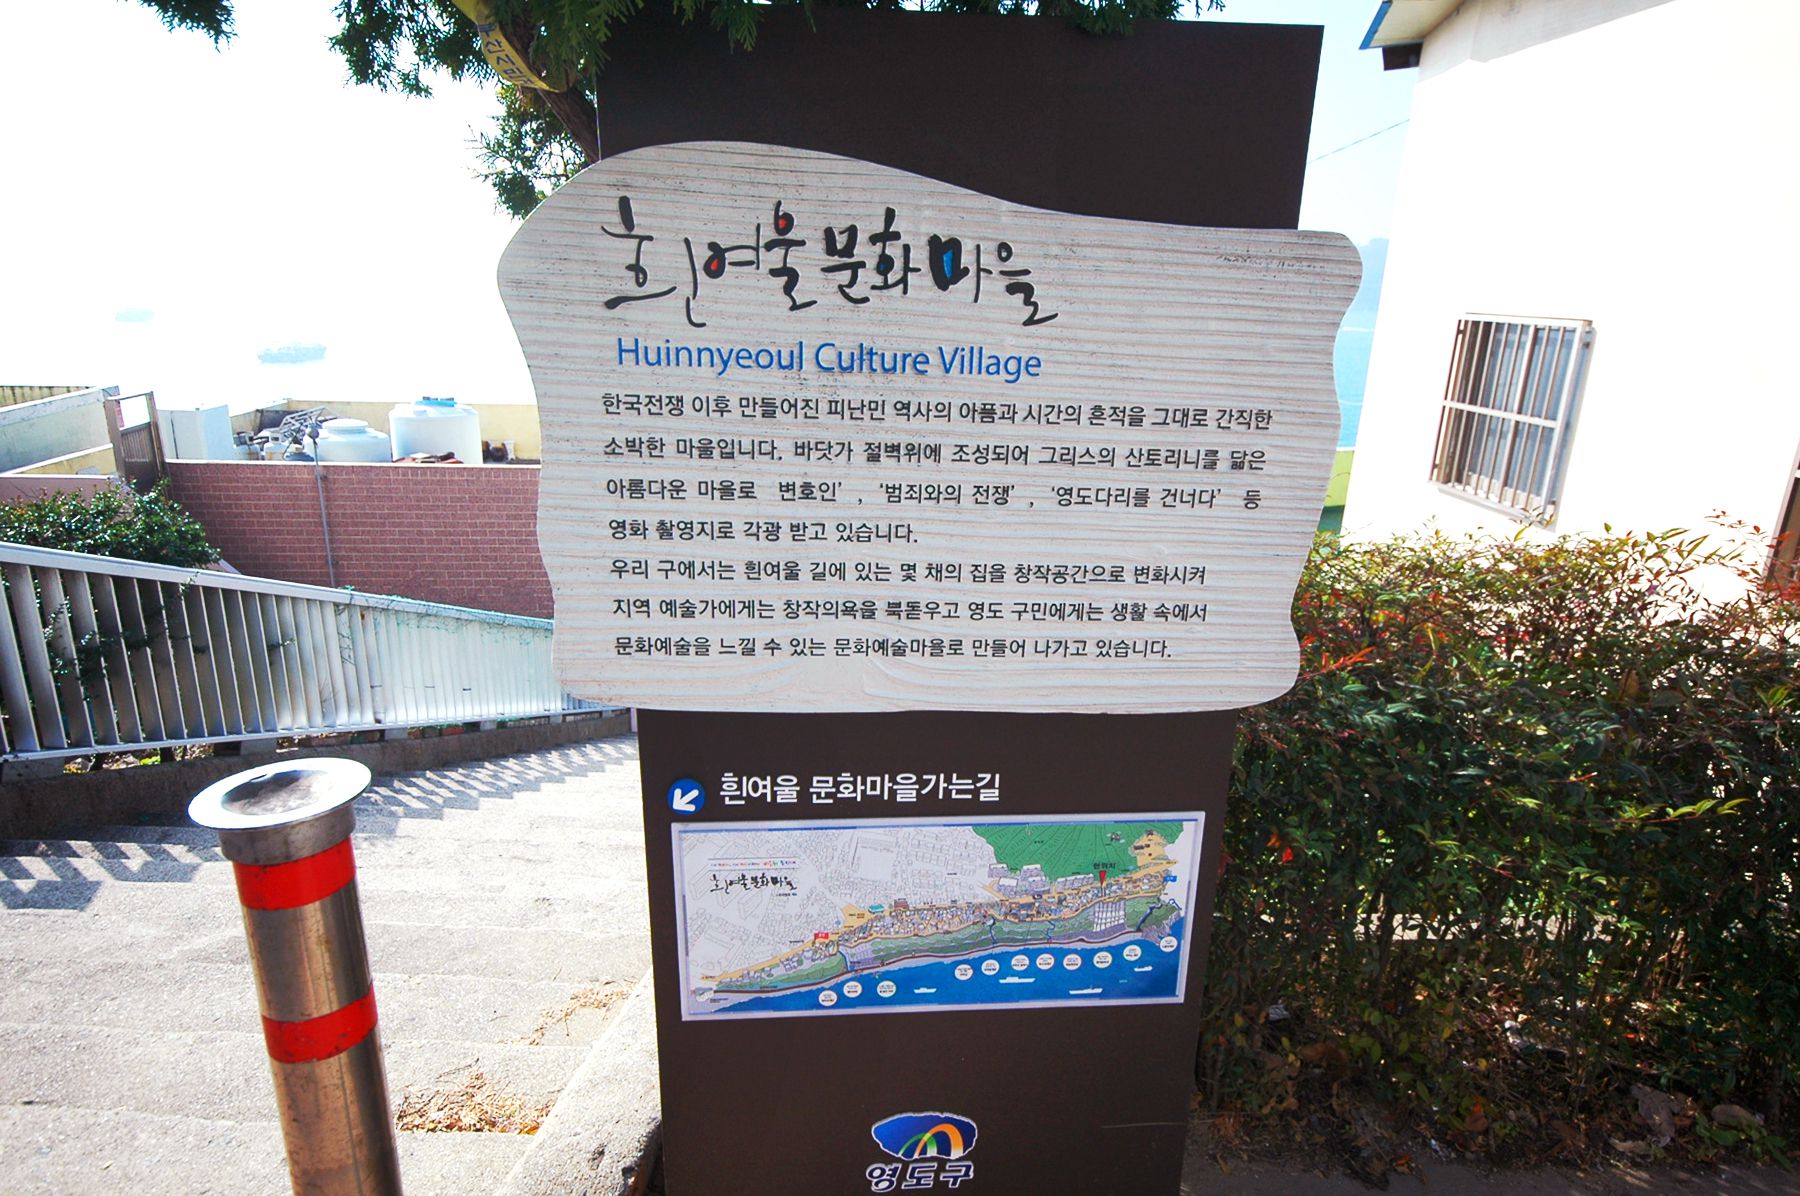 흰여울문화마을
Huinnyeoul Culture Village
한국전쟁 이후 만들어진 피난민 역사의 아픔과 시간의 흔적을 그대로 간직한
소박한 마을입니다. 바닷가 절벽위에 조성되어 그리스의 산토리니를 닮은
아름다운 마을로 변호인’, ‘범죄와의 전쟁’, ‘영도다리를 건너다’ 등
영화 촬영지로 각광 받고 있습니다.
우리 구에서는 흰여울 길에 있는 몇 채의 집을 창작공간으로 변화시켜
지역 예술가에게는 창작의욕을 북돋우고 영도 구민에게는 생활 속에서
문화예술을 느낄 수 있는 문화예술마을로 만들어 나가고 있습니다.
흰여울 문화마을가는길
흰여울문화마을
현위치
영도구